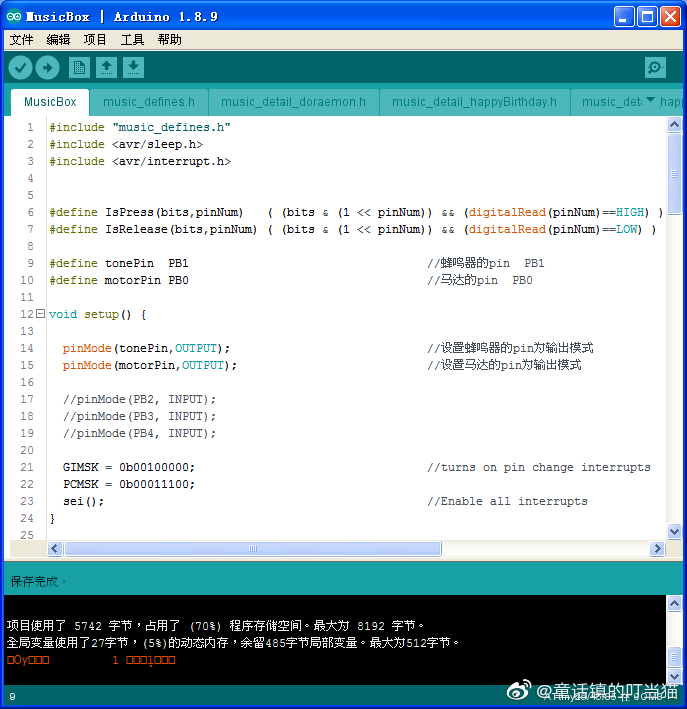 MusicBox | Arduino 1.8.9
文件 编辑 项目 工具 帮助
MusicBox music_defines.h music_detail_doraemon.h music_detail_happyBirthday.h
1 #include "music_defines.h"
2 #include <avr/sleep.h>
3 #include <avr/interrupt.h>
4
5
6 #define IsPress(bits,pinNum) ( (bits & (1 << pinNum)) && (digitalRead(pinNum)==HIGH) )
7 #define IsRelease(bits,pinNum) ( (bits & (1 << pinNum)) && (digitalRead(pinNum)==LOW) )
8
9 #define tonePin PB1 //蜂鸣器的pin PB1
10 #define motorPin PB0 //马达的pin PB0
11
12 void setup() {
13
14 pinMode(tonePin,OUTPUT); //设置蜂鸣器的pin为输出模式
15 pinMode(motorPin,OUTPUT); //设置马达的pin为输出模式
16
17 //pinMode(PB2, INPUT);
18 //pinMode(PB3, INPUT);
19 //pinMode(PB4, INPUT);
20
21 GIMSK = 0b00100000; //turns on pin change interrupts
22 PCMSK = 0b00011100;
23 sei(); //Enable all interrupts
24 }
25
保存完成。
项目使用了 5742 字节，占用了 (70%) 程序存储空间。最大为 8192 字节。
全局变量使用了27字节，(5%)的动态内存，余留485字节局部变量。最大为512字节。
9
@童话镇的叮当猫